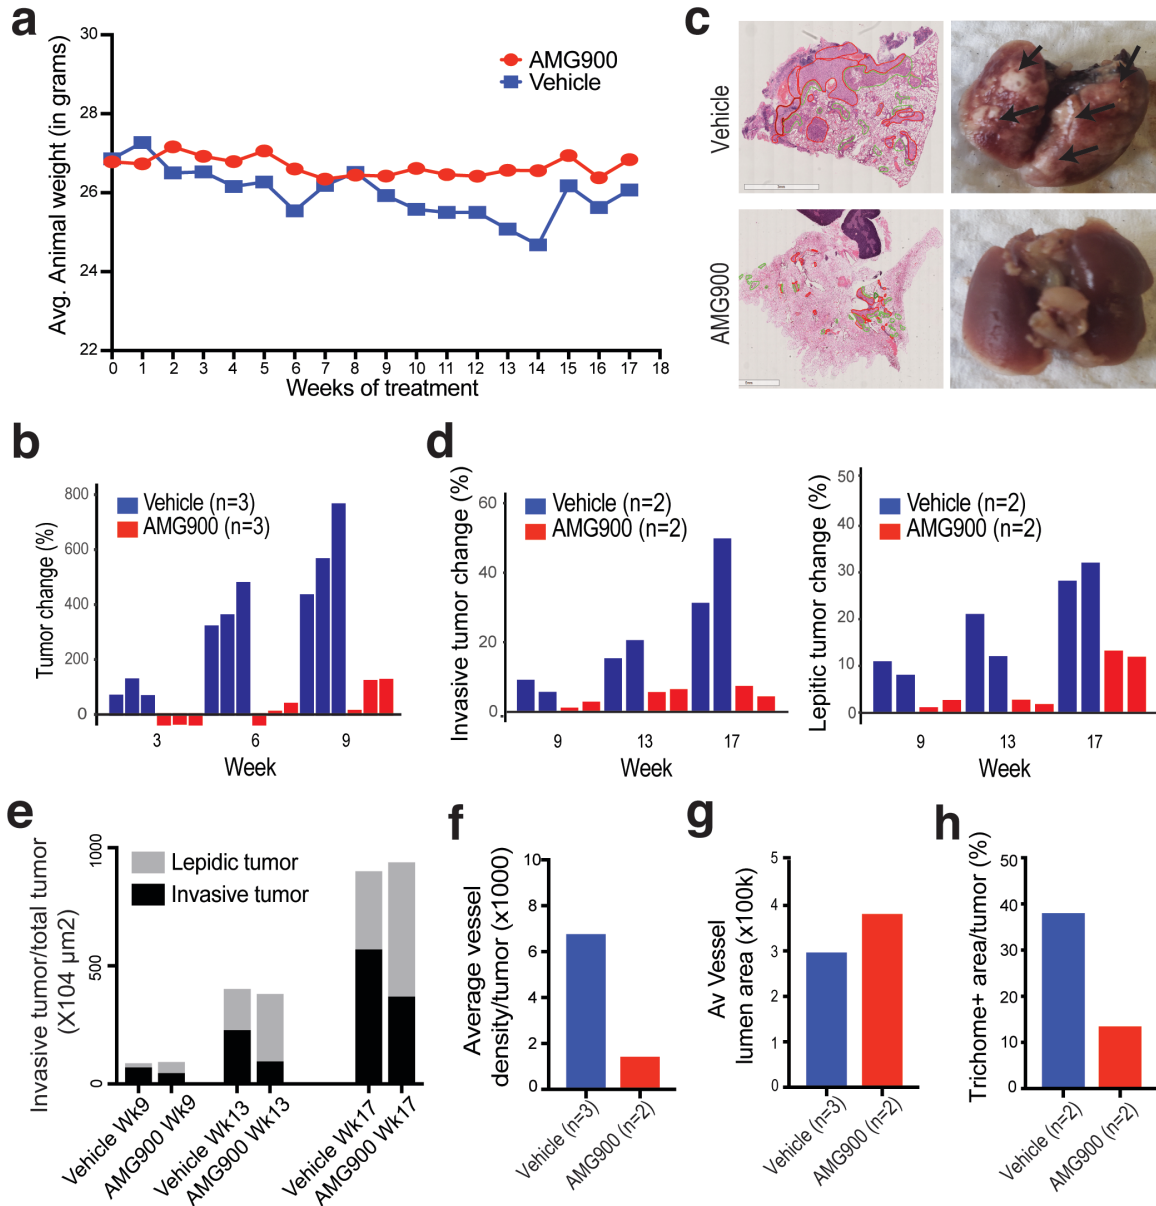 a
Avg. Animal weight (in grams)
30
28
26
24
22
AMG900
Vehicle
0 1 2 3 4 5 6 7 8 9 10 11 12 13 14 15 16 17 18
Weeks of treatment
c
Vehicle
AMG900
b
Tumor change (%)
800
600
400
200
0
Vehicle (n=3)
AMG900 (n=3)
3 6 9
Week
d
Invasive tumor change (%)
60
40
20
0
Vehicle (n=2)
AMG900 (n=2)
9 13 17
Week
Lepitic tumor change (%)
50
40
30
20
10
0
Vehicle (n=2)
AMG900 (n=2)
9 13 17
Week
e
Invasive tumor/total tumor
(X104 µm2)
1000
500
0
Lepidic tumor
Invasive tumor
Vehicle Wk9
AMG900 Wk9
Vehicle Wk13
AMG900 Wk13
Vehicle Wk17
AMG900 Wk17
f
Average vessel
density/tumor (x1000)
10
8
6
4
2
0
Vehicle (n=3)
AMG900 (n=2)
g
Av Vessel
lumen area (x100k)
5
4
3
2
1
0
Vehicle (n=3)
AMG900 (n=2)
h
Trichome+ area/tumor (%)
50
40
30
20
10
0
Vehicle (n=2)
AMG900 (n=2)